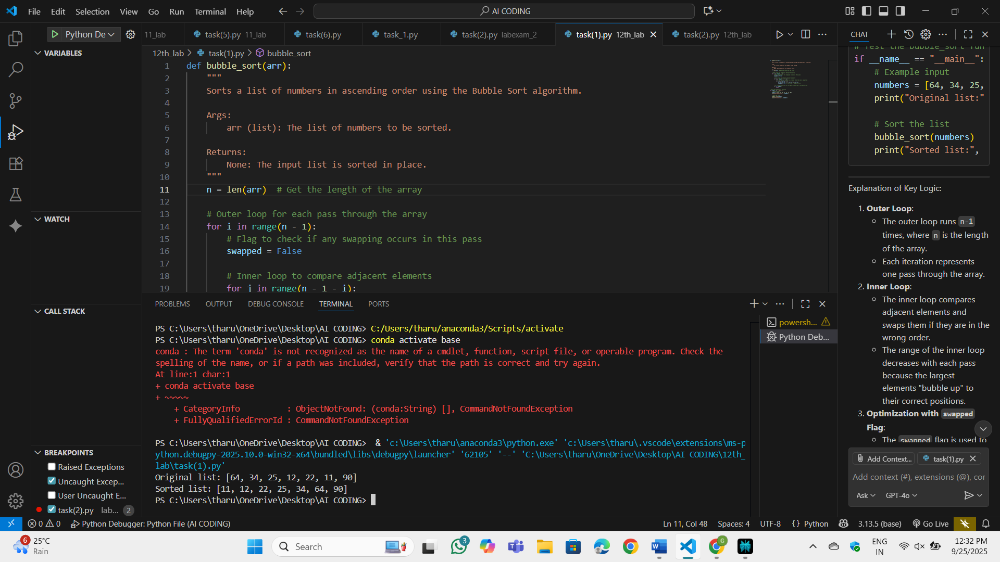 File Edit Selection View Go Run Terminal Help
AI CODING
Python De
11_lab
task(5).py 11_lab
task(6).py
task_1.py
task(2).py labexam_2
task(1).py 12th_lab
task(2).py 12th_lab
CHAT
VARIABLES
WATCH
CALL STACK
BREAKPOINTS
Raised Exceptions
Uncaught Excep...
User Uncaught E...
task(2).py lab... 2
12th_lab > task(1).py > bubble_sort
1 def bubble_sort(arr):
2 """
3 Sorts a list of numbers in ascending order using the Bubble Sort algorithm.
4
5 Args:
6 arr (list): The list of numbers to be sorted.
7
8 Returns:
9 None: The input list is sorted in place.
10 """
11 n = len(arr)  # Get the length of the array
12
13 # Outer loop for each pass through the array
14 for i in range(n - 1):
15 # Flag to check if any swapping occurs in this pass
16 swapped = False
17
18 # Inner loop to compare adjacent elements
19 for j in range(n - 1 - i):
PROBLEMS OUTPUT DEBUG CONSOLE TERMINAL PORTS
PS C:\Users\tharu\OneDrive\Desktop\AI CODING> C:/Users/tharu/anaconda3/Scripts/activate
PS C:\Users\tharu\OneDrive\Desktop\AI CODING> conda activate base
conda : The term 'conda' is not recognized as the name of a cmdlet, function, script file, or operable program. Check the
spelling of the name, or if a path was included, verify that the path is correct and try again.
At line:1 char:1
+ conda activate base
+ ~~~~~
+ CategoryInfo          : ObjectNotFound: (conda:String) [], CommandNotFoundException
+ FullyQualifiedErrorId : CommandNotFoundException
PS C:\Users\tharu\OneDrive\Desktop\AI CODING>  & 'c:\Users\tharu\anaconda3\python.exe' 'c:\Users\tharu\.vscode\extensions\ms-p
ython.debugpy-2025.10.0-win32-x64\bundled\libs\debugpy\launcher' '62105' '--' 'C:\Users\tharu\OneDrive\Desktop\AI CODING\12th_
lab\task(1).py'
Original list: [64, 34, 25, 12, 22, 11, 90]
Sorted list: [11, 12, 22, 25, 34, 64, 90]
PS C:\Users\tharu\OneDrive\Desktop\AI CODING>
powersh...
Python Deb...
# Test the bubble_sort fun
if __name__ == "__main__":
# Example input
numbers = [64, 34, 25,
print("Original list:"
# Sort the list
bubble_sort(numbers)
print("Sorted list:",
Explanation of Key Logic:
1. Outer Loop:
The outer loop runs n-1
times, where n is the length
of the array.
Each iteration represents
one pass through the array.
2. Inner Loop:
The inner loop compares
adjacent elements and
swaps them if they are in the
wrong order.
The range of the inner loop
decreases with each pass
because the largest
elements "bubble up" to
their correct positions.
3. Optimization with swapped
Flag:
The swapped flag is used to
Add Context... task(1).py
Add context (#), extensions (@), cor
Ask GPT-4o
0 0 Python Debugger: Python File (AI CODING)
Ln 11, Col 48 Spaces: 4 UTF-8 {} Python 3.13.5 (base) Go Live
6 25°C
Rain
Search
3
G
ENG
IN
12:32 PM
9/25/2025